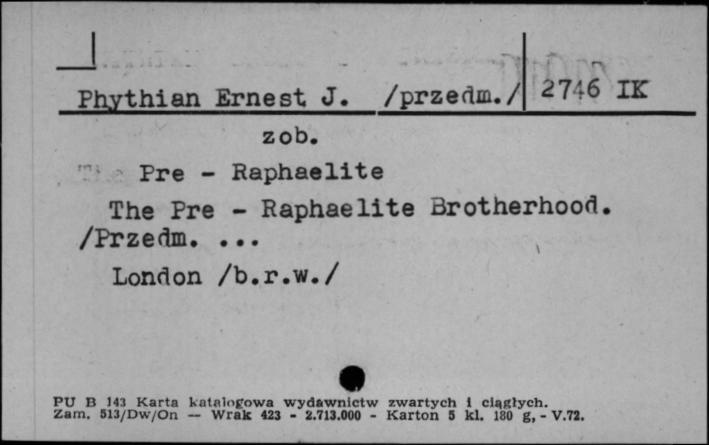 Phythian Ernest J. /przedm./ 2746 IK
zob.
Pre - Raphaelite
The Pre - Raphaelite Brotherhood.
/Przedm. ...
London /b.r.w./
PU B 143 Karta katalogowa wydawnictw zwartych i ciągłych.
Zam. 513/Dw/On — Wrak 423 - 2.713.000 - Karton 5 kl. 180 g, - V.72.